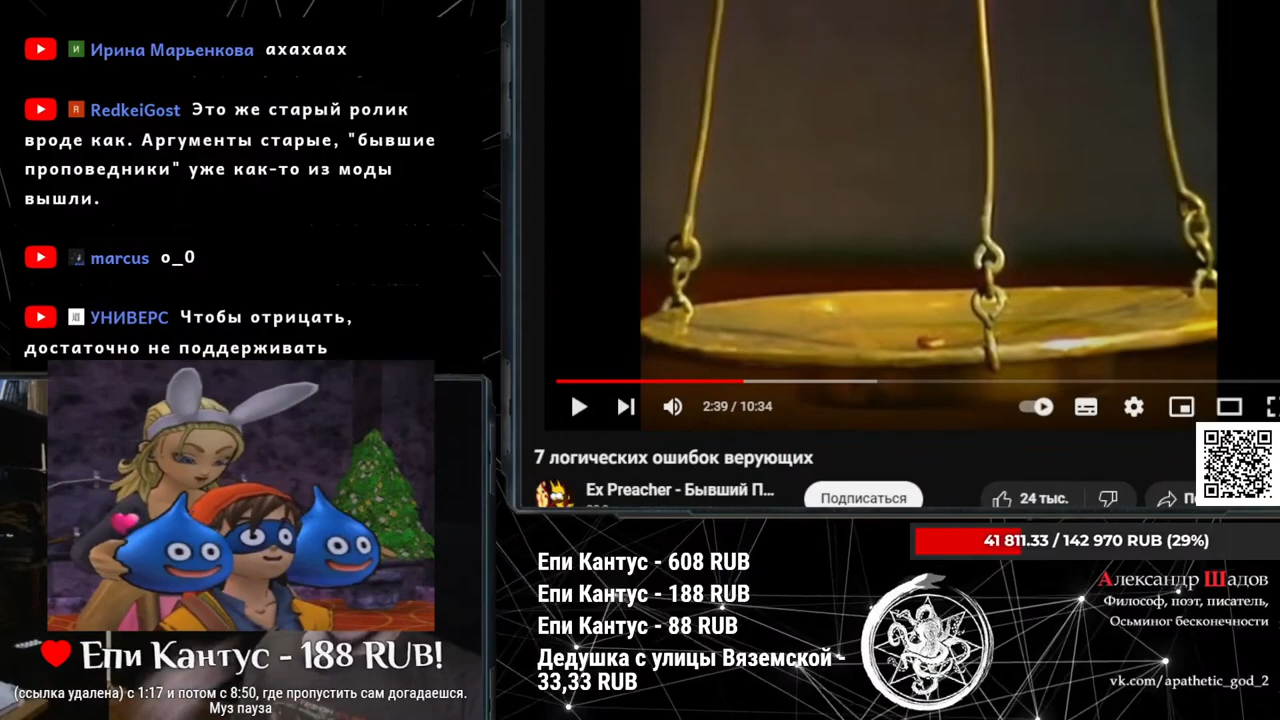 Ирина Марьенкова ахахаах
RedkeiGost Это же старый ролик
вроде как. Аргументы старые, "бывшие
проповедники" уже как-то из моды
вышли.
marcus о_0
УНИВЕРС Чтобы отрицать,
достаточно не поддерживать
Епи Кантус - 188 RUB!
(ссылка удалена) с 1:17 и потом с 8:50, где пропустить сам догадаешся.
Муз пауза
2:39 / 10:34
7 логических ошибок верующих
Ex Preacher - Бывший П...
Подписаться
24 тыс.
41 811.33 / 142 970 RUB (29%)
Епи Кантус - 608 RUB
Епи Кантус - 188 RUB
Епи Кантус - 88 RUB
Дедушка с улицы Вяземской -
33,33 RUB
Александр Шадов
Философ, поэт, писатель,
Осьминог бесконечности
vk.com/apathetic_god_2